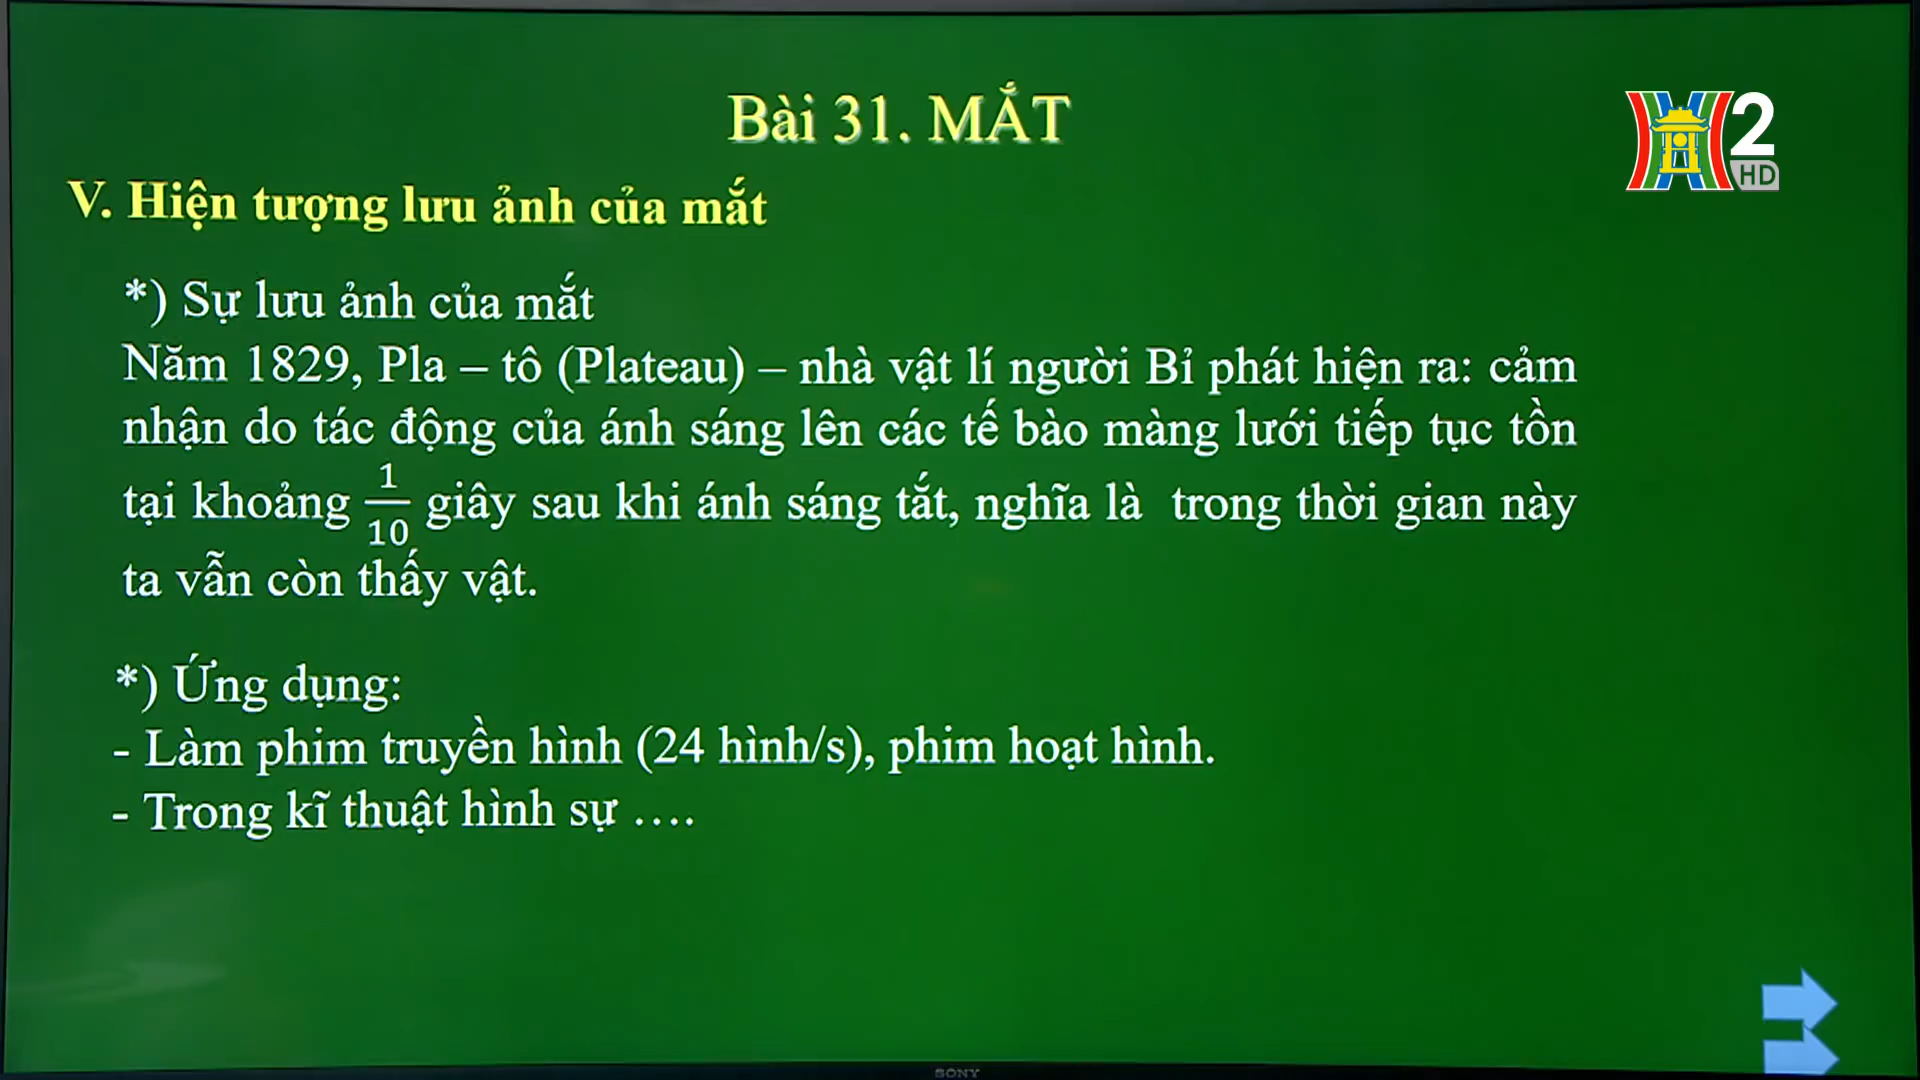 Bài 31. MẮT
2
HD
V. Hiện tượng lưu ảnh của mắt
*) Sự lưu ảnh của mắt
Năm 1829, Pla – tô (Plateau) – nhà vật lí người Bỉ phát hiện ra: cảm
nhận do tác động của ánh sáng lên các tế bào màng lưới tiếp tục tồn
tại khoảng 1/10 giây sau khi ánh sáng tắt, nghĩa là trong thời gian này
ta vẫn còn thấy vật.
*) Ứng dụng:
- Làm phim truyền hình (24 hình/s), phim hoạt hình.
- Trong kĩ thuật hình sự ....
SONY